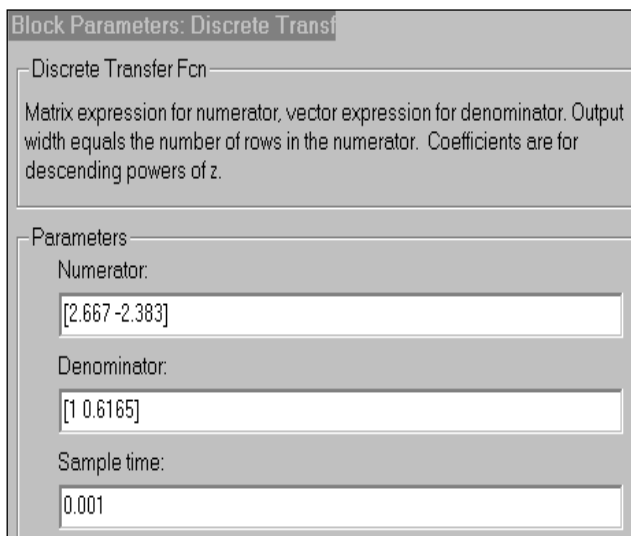 Block Parameters: Discrete Transf
Discrete Transfer Fcn
Matrix expression for numerator, vector expression for denominator. Output
width equals the number of rows in the numerator. Coefficients are for
descending powers of z.
Parameters
Numerator:
[2.667 -2.383]
Denominator:
[1 0.6165]
Sample time:
0.001